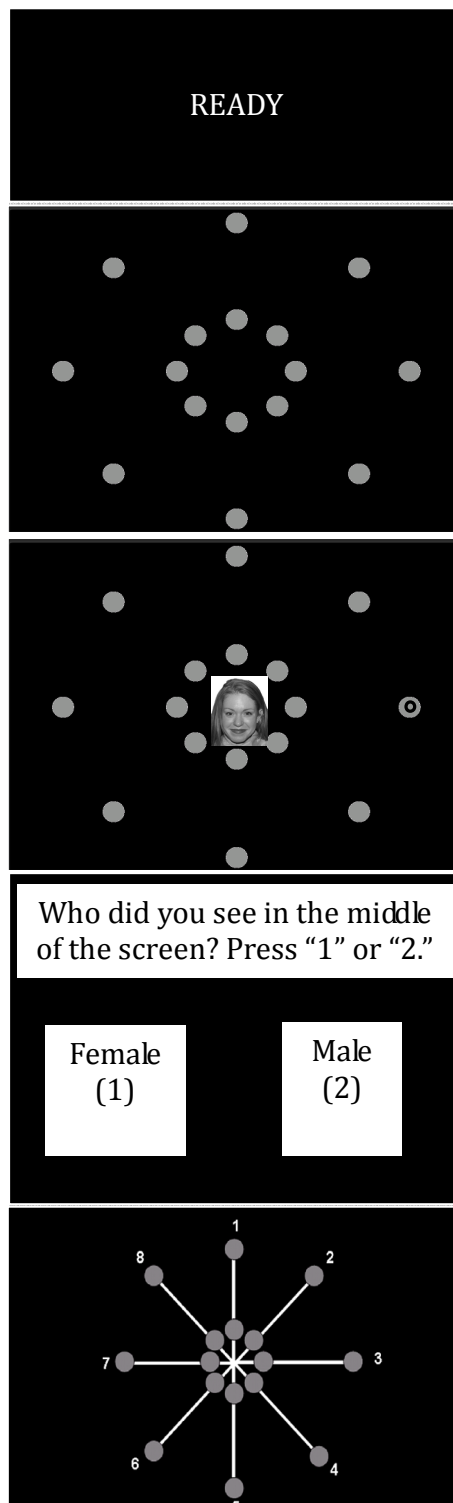 READY
Who did you see in the middle
of the screen? Press “1” or “2.”
Female
(1)
Male
(2)
1
8
2
7
3
6
4